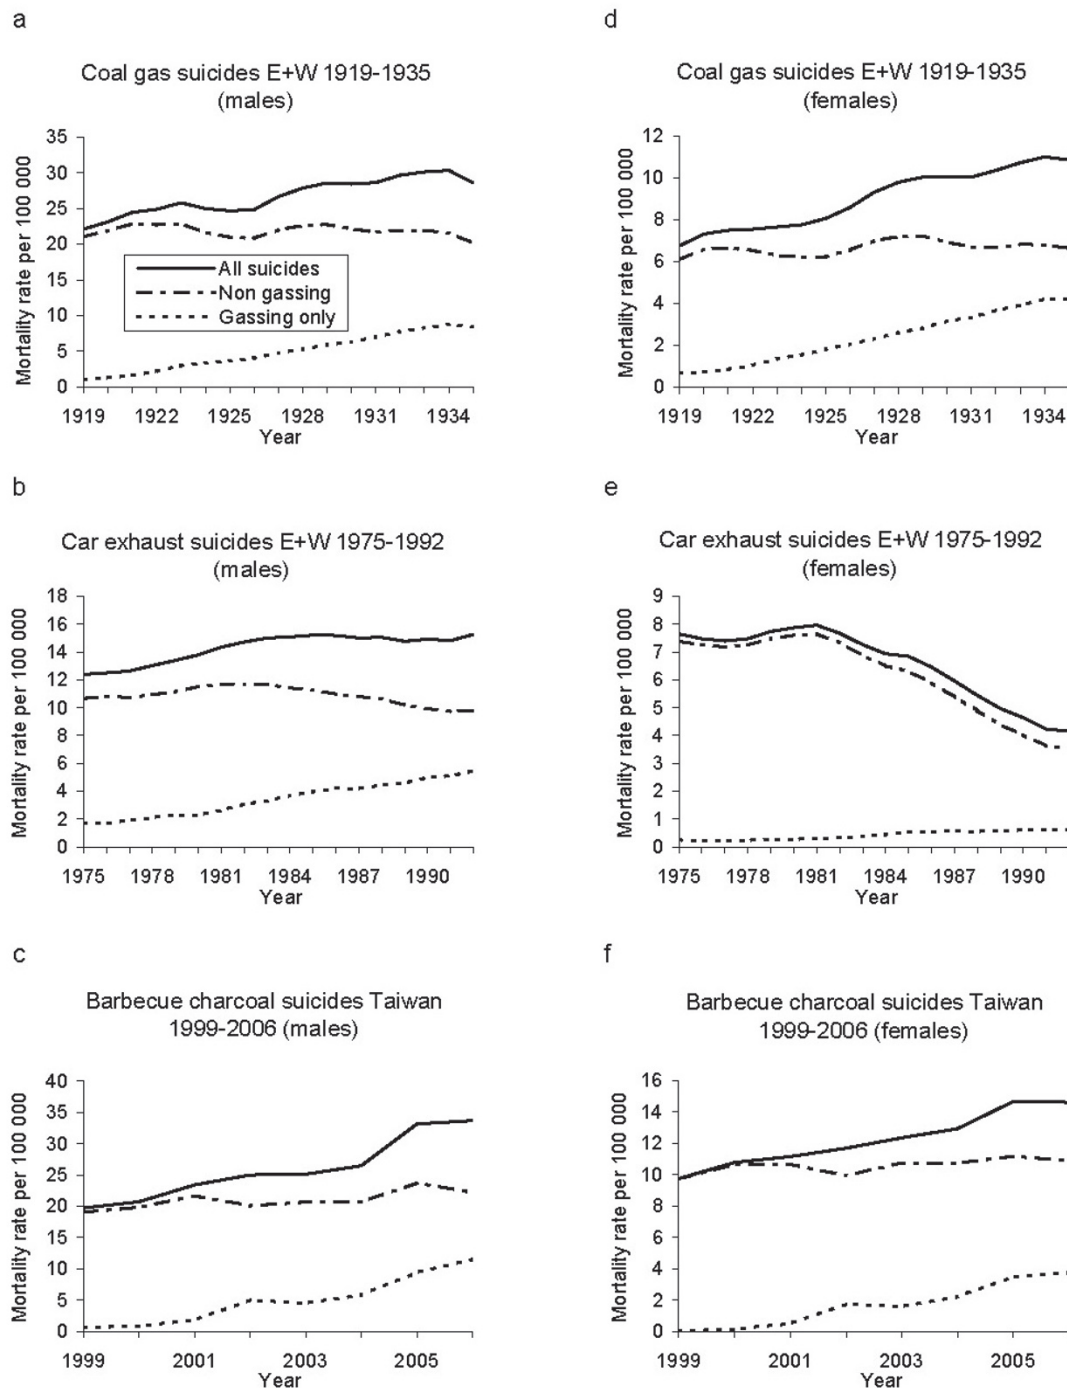 a
Coal gas suicides E+W 1919-1935
(males)
Mortality rate per 100 000
35
30
25
20
15
10
5
0
All suicides
Non gassing
Gassing only
1919 1922 1925 1928 1931 1934
Year
d
Coal gas suicides E+W 1919-1935
(females)
Mortality rate per 100 000
12
10
8
6
4
2
0
1919 1922 1925 1928 1931 1934
Year
b
Car exhaust suicides E+W 1975-1992
(males)
Mortality rate per 100 000
18
16
14
12
10
8
6
4
2
0
1975 1978 1981 1984 1987 1990
Year
e
Car exhaust suicides E+W 1975-1992
(females)
Mortality rate per 100 000
9
8
7
6
5
4
3
2
1
0
1975 1978 1981 1984 1987 1990
Year
c
Barbecue charcoal suicides Taiwan
1999-2006 (males)
Mortality rate per 100 000
40
35
30
25
20
15
10
5
0
1999 2001 2003 2005
Year
f
Barbecue charcoal suicides Taiwan
1999-2006 (females)
Mortality rate per 100 000
16
14
12
10
8
6
4
2
0
1999 2001 2003 2005
Year